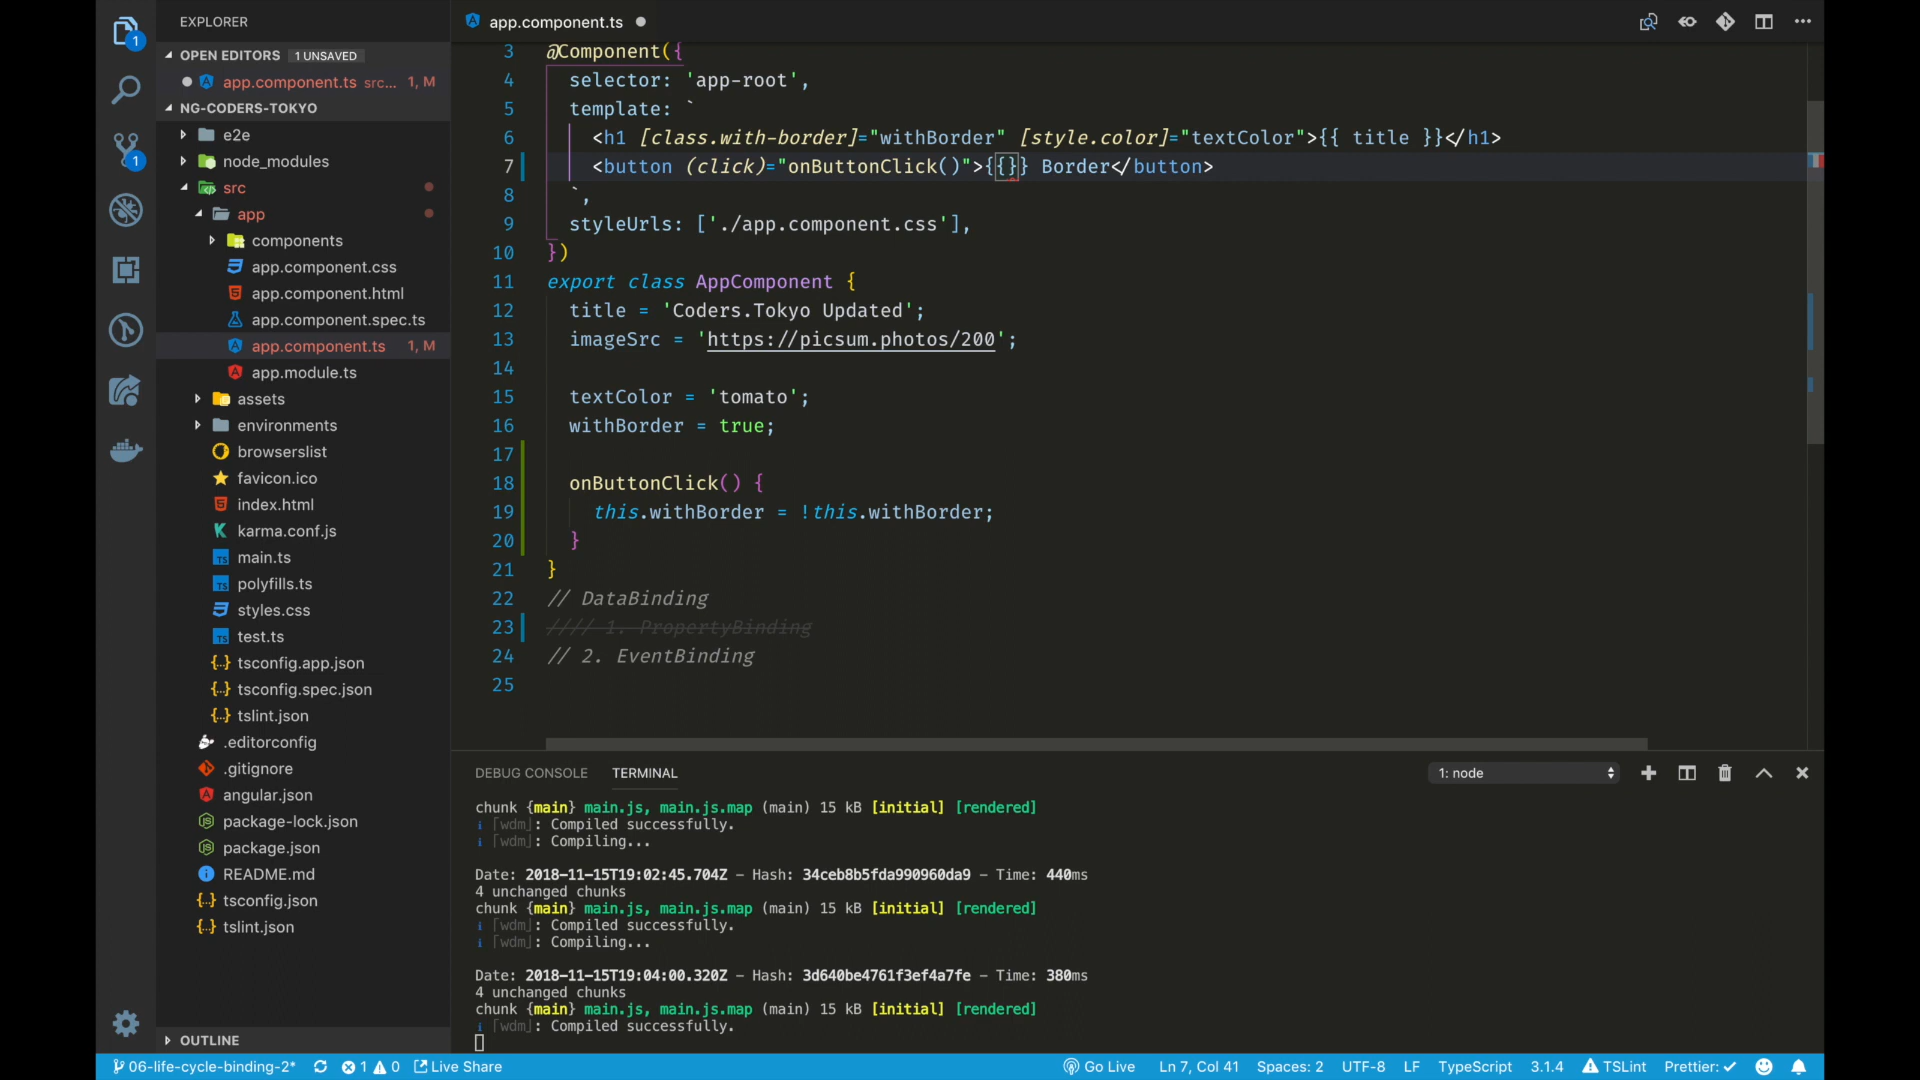 EXPLORER
OPEN EDITORS 1 UNSAVED
app.component.ts src... 1, M
NG-CODERS-TOKYO
e2e
node_modules
src
app
components
app.component.css
app.component.html
app.component.spec.ts
app.component.ts 1, M
app.module.ts
assets
environments
browserslist
favicon.ico
index.html
karma.conf.js
main.ts
polyfills.ts
styles.css
test.ts
tsconfig.app.json
tsconfig.spec.json
tslint.json
.editorconfig
.gitignore
angular.json
package-lock.json
package.json
README.md
tsconfig.json
tslint.json
OUTLINE
app.component.ts
3 @Component({
4 selector: 'app-root',
5 template: `
6 <h1 [class.with-border]="withBorder" [style.color]="textColor">{{ title }}</h1>
7 <button (click)="onButtonClick()">{{}} Border</button>
8 `,
9 styleUrls: ['./app.component.css'],
10 })
11 export class AppComponent {
12 title = 'Coders.Tokyo Updated';
13 imageSrc = 'https://picsum.photos/200';
14
15 textColor = 'tomato';
16 withBorder = true;
17
18 onButtonClick() {
19 this.withBorder = !this.withBorder;
20 }
21 }
22 // DataBinding
23 //// 1. PropertyBinding
24 // 2. EventBinding
25
DEBUG CONSOLE TERMINAL 1: node
chunk {main} main.js, main.js.map (main) 15 kB [initial] [rendered]
i ｢wdm｣: Compiled successfully.
i ｢wdm｣: Compiling...
Date: 2018-11-15T19:02:45.704Z - Hash: 34ceb8b5fda990960da9 - Time: 440ms
4 unchanged chunks
chunk {main} main.js, main.js.map (main) 15 kB [initial] [rendered]
i ｢wdm｣: Compiled successfully.
i ｢wdm｣: Compiling...
Date: 2018-11-15T19:04:00.320Z - Hash: 3d640be4761f3ef4a7fe - Time: 380ms
4 unchanged chunks
chunk {main} main.js, main.js.map (main) 15 kB [initial] [rendered]
i ｢wdm｣: Compiled successfully.
06-life-cycle-binding-2* 1 0 Live Share Go Live Ln 7, Col 41 Spaces: 2 UTF-8 LF TypeScript 3.1.4 TSLint Prettier: ✓